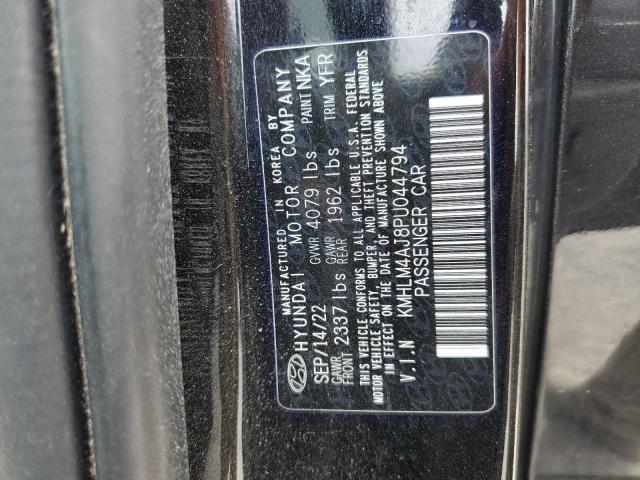 MANUFACTURED IN KOREA BY
HYUNDAI MOTOR COMPANY
SEP/14/22 GVWR 4079 lbs PAINT NKA
GAWR FRONT 2337 lbs GAWR REAR 1962 lbs TRIM YFR
THIS VEHICLE CONFORMS TO ALL APPLICABLE U.S.A. FEDERAL
MOTOR VEHICLE SAFETY, BUMPER, AND THEFT PREVENTION STANDARDS
IN EFFECT ON THE DATE OF MANUFACTURE SHOWN ABOVE
V.I.N KMHLM4AJ8PU044794
PASSENGER CAR